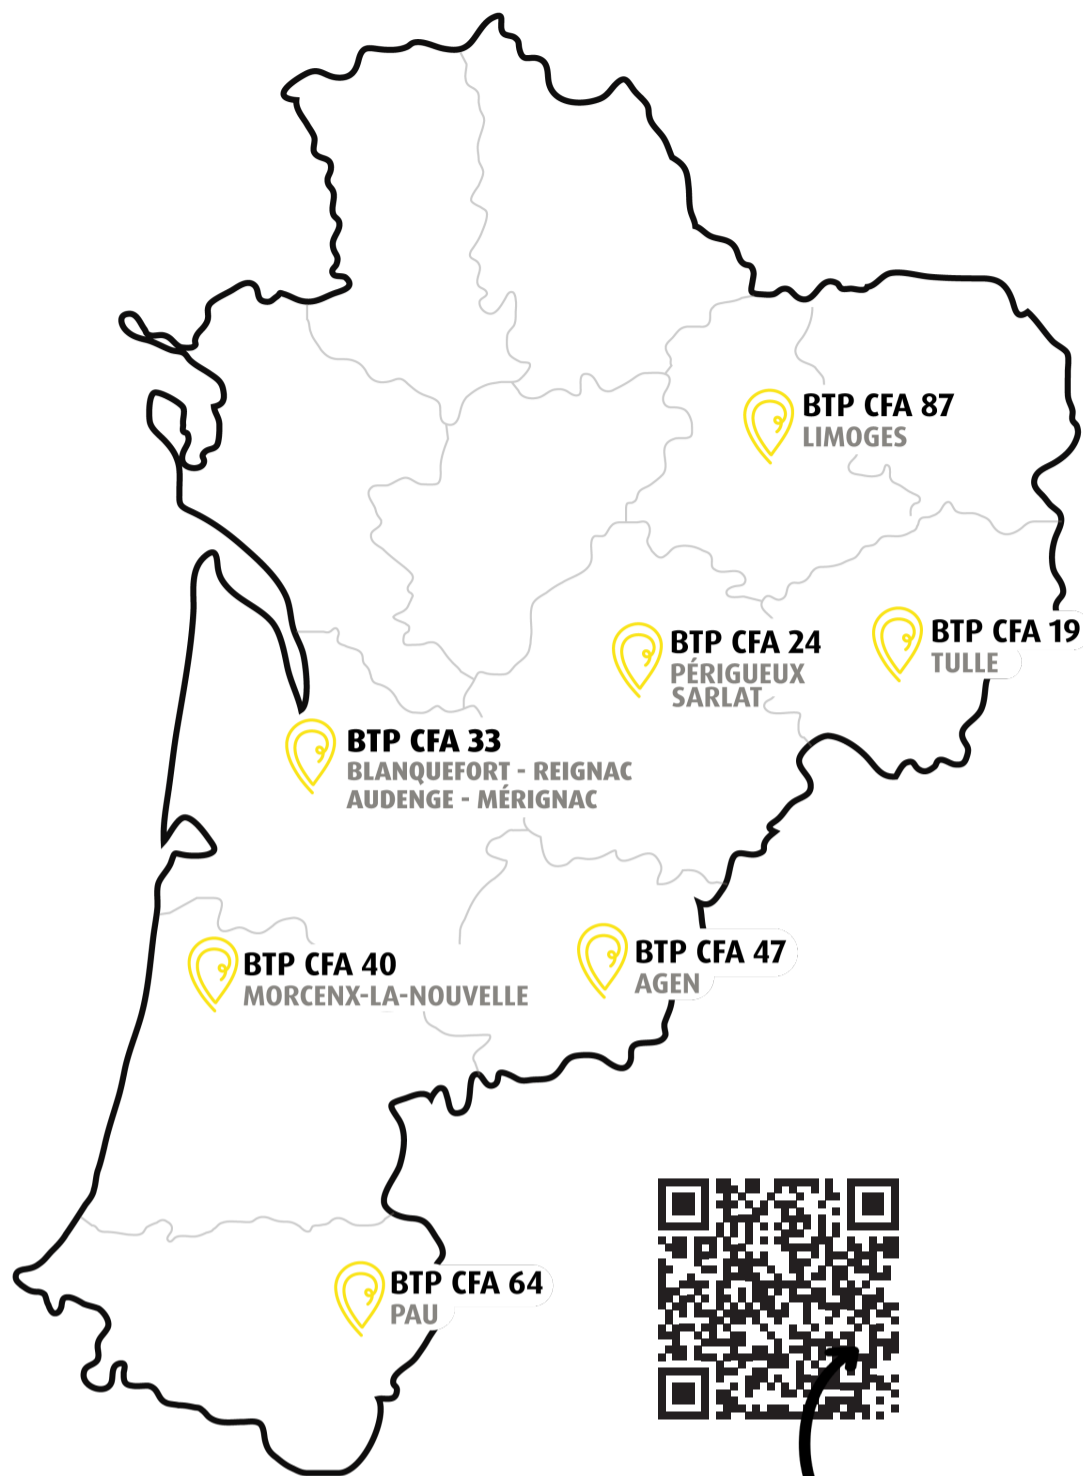 BTP CFA 87
LIMOGES
BTP CFA 19
TULLE
BTP CFA 24
PÉRIGUEUX
SARLAT
BTP CFA 33
BLANQUEFORT - REIGNAC
AUDENGE - MÉRIGNAC
BTP CFA 47
AGEN
BTP CFA 40
MORCENX-LA-NOUVELLE
BTP CFA 64
PAU